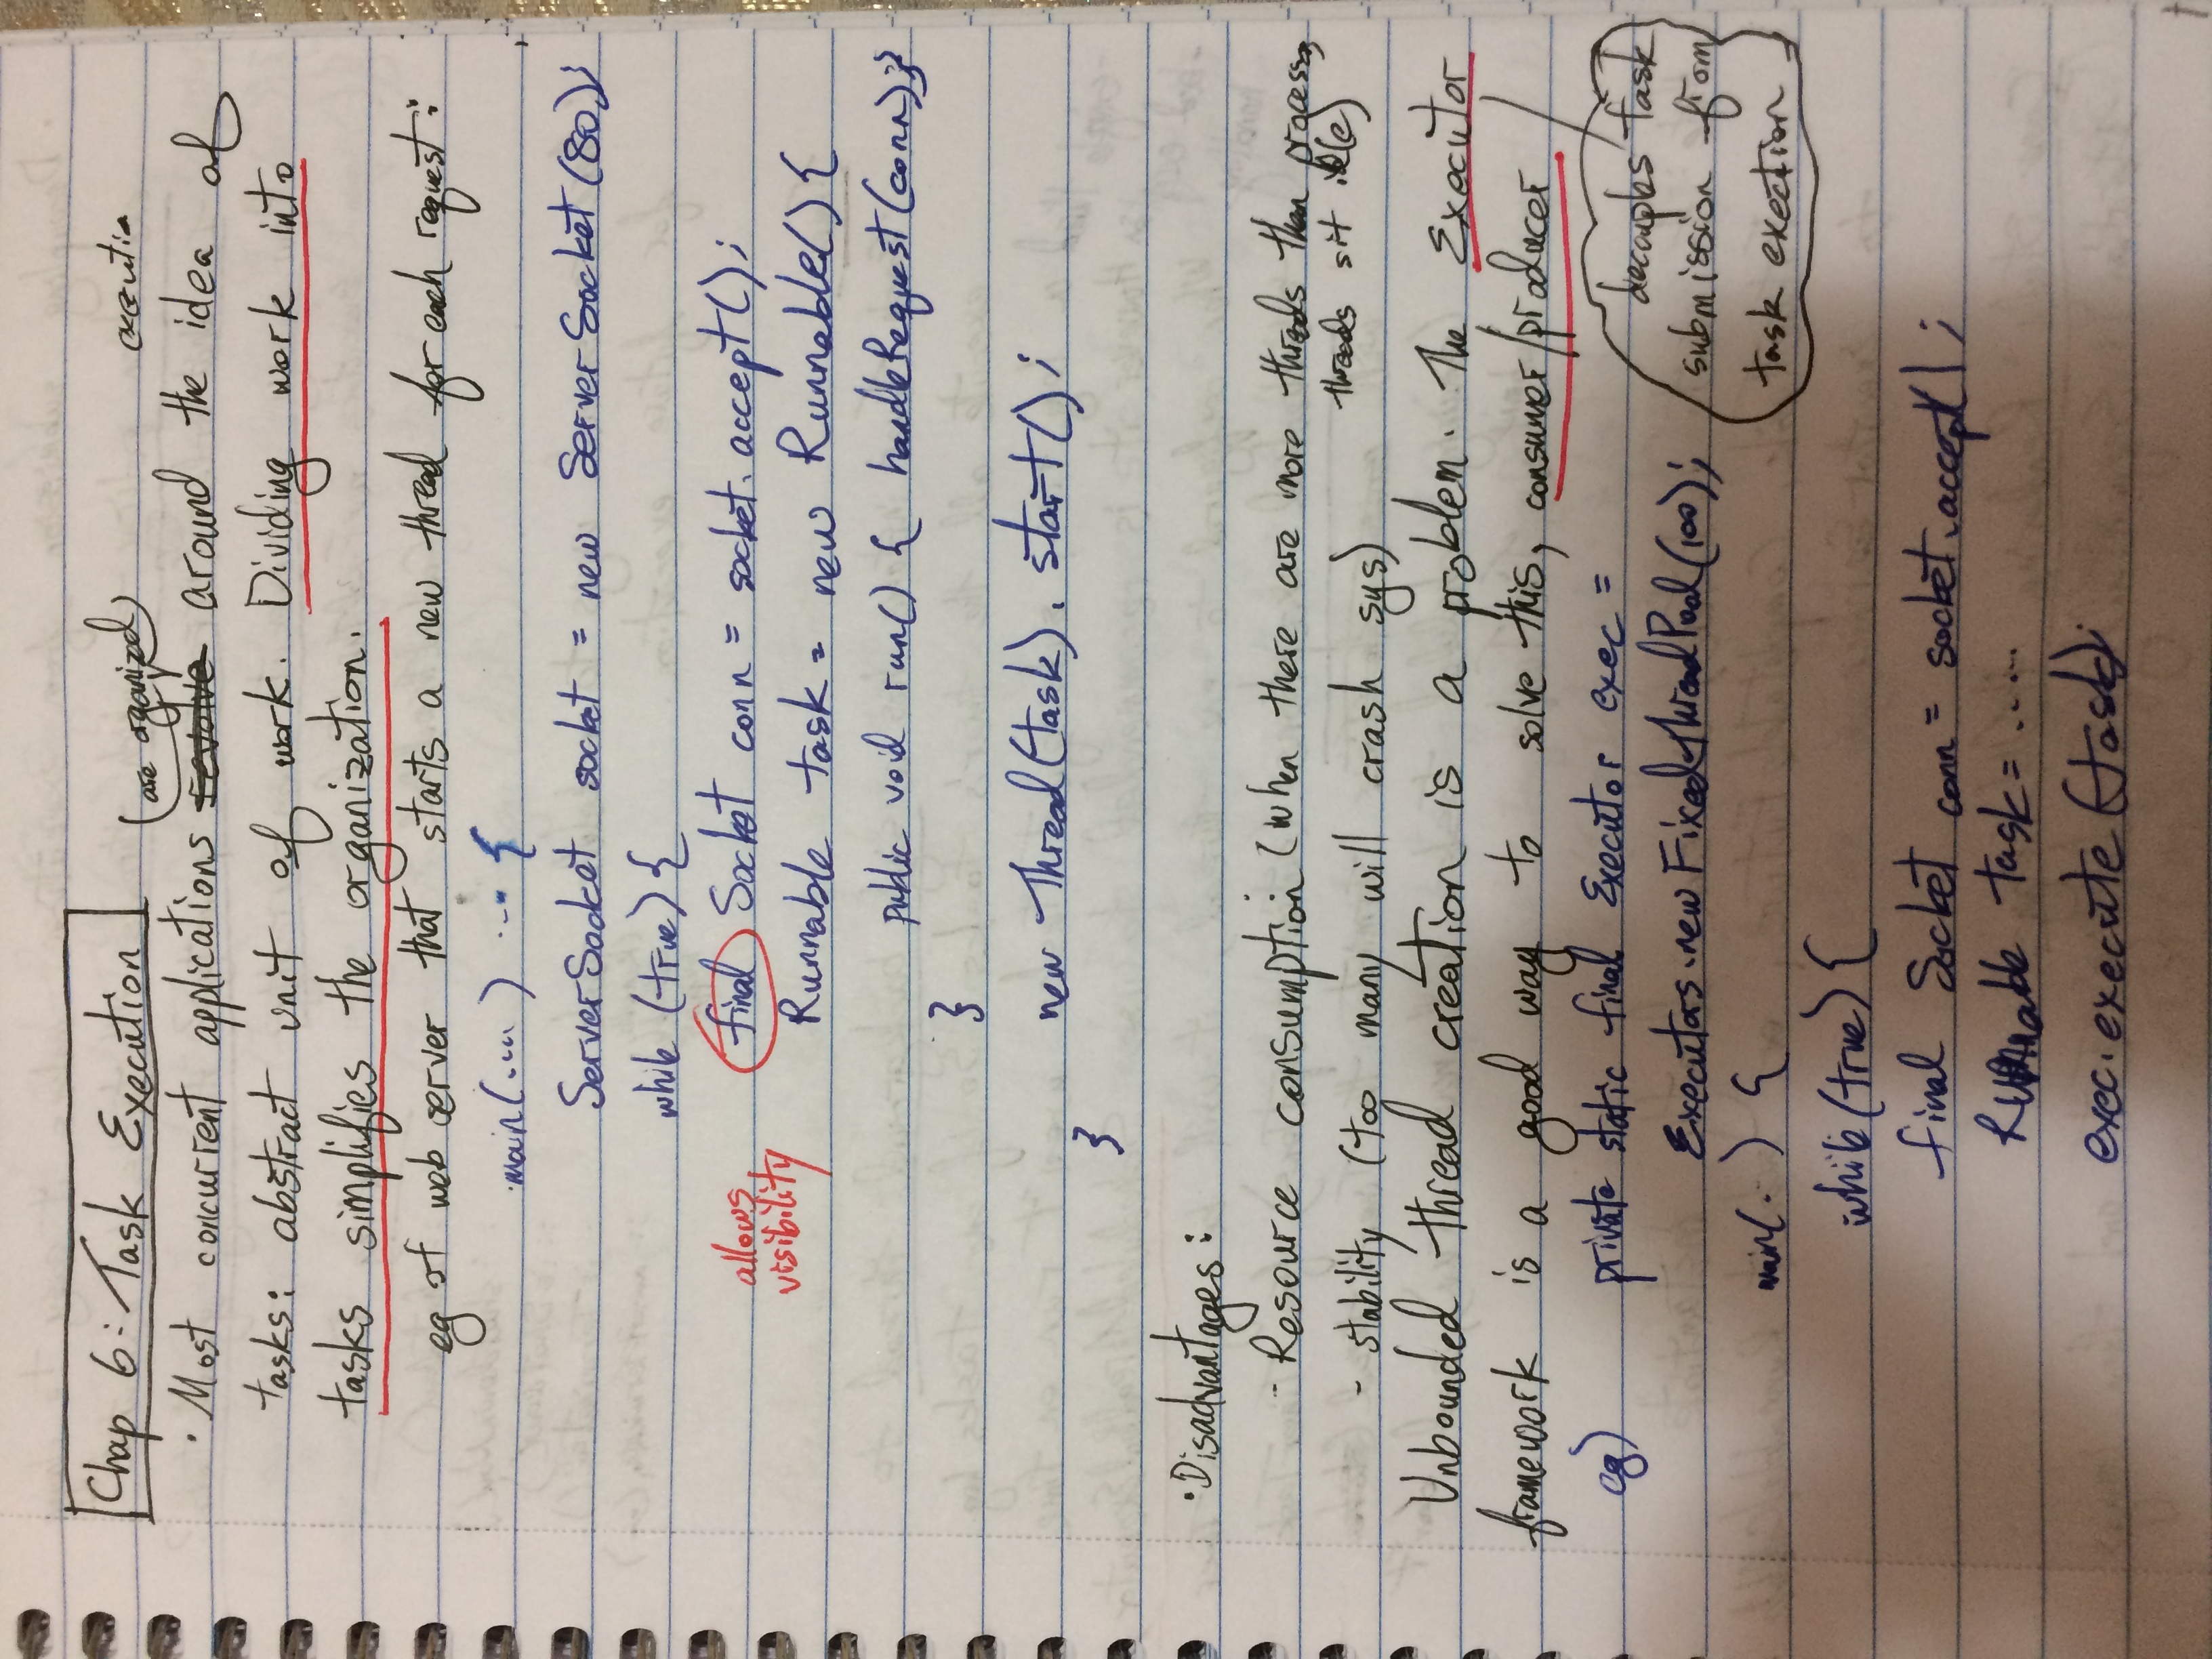 Chap 6: Task Execution
(are organized)
executio
• Most concurrent applications revolve around the idea of
tasks: abstract unit of work. Dividing work into
tasks simplifies the organization.
eg of web server that starts a new thread for each request:
main(....) ... {
ServerSocket socket = new ServerSocket(80);
while (true) {
allows visibility
final Socket conn = socket.accept();
Runnable task = new Runnable() {
public void run() { handleRequest(conn);}
}
new Thread(task).start();
}
• Disadvantages:
- Resource consumption (when there are more threads than process,
threads sit idle)
- stability (too many will crash sys)
Unbounded thread creation is a problem. The Executor
framework is a good way to solve this, consumer/producer
eg) private static final Executor exec =
Executors.newFixedThreadPool(100);
decouples task
submission from
task exection
main(..) {
while(true) {
final Socket conn = socket.accept();
Runnable task = .....
exec.execute(task);